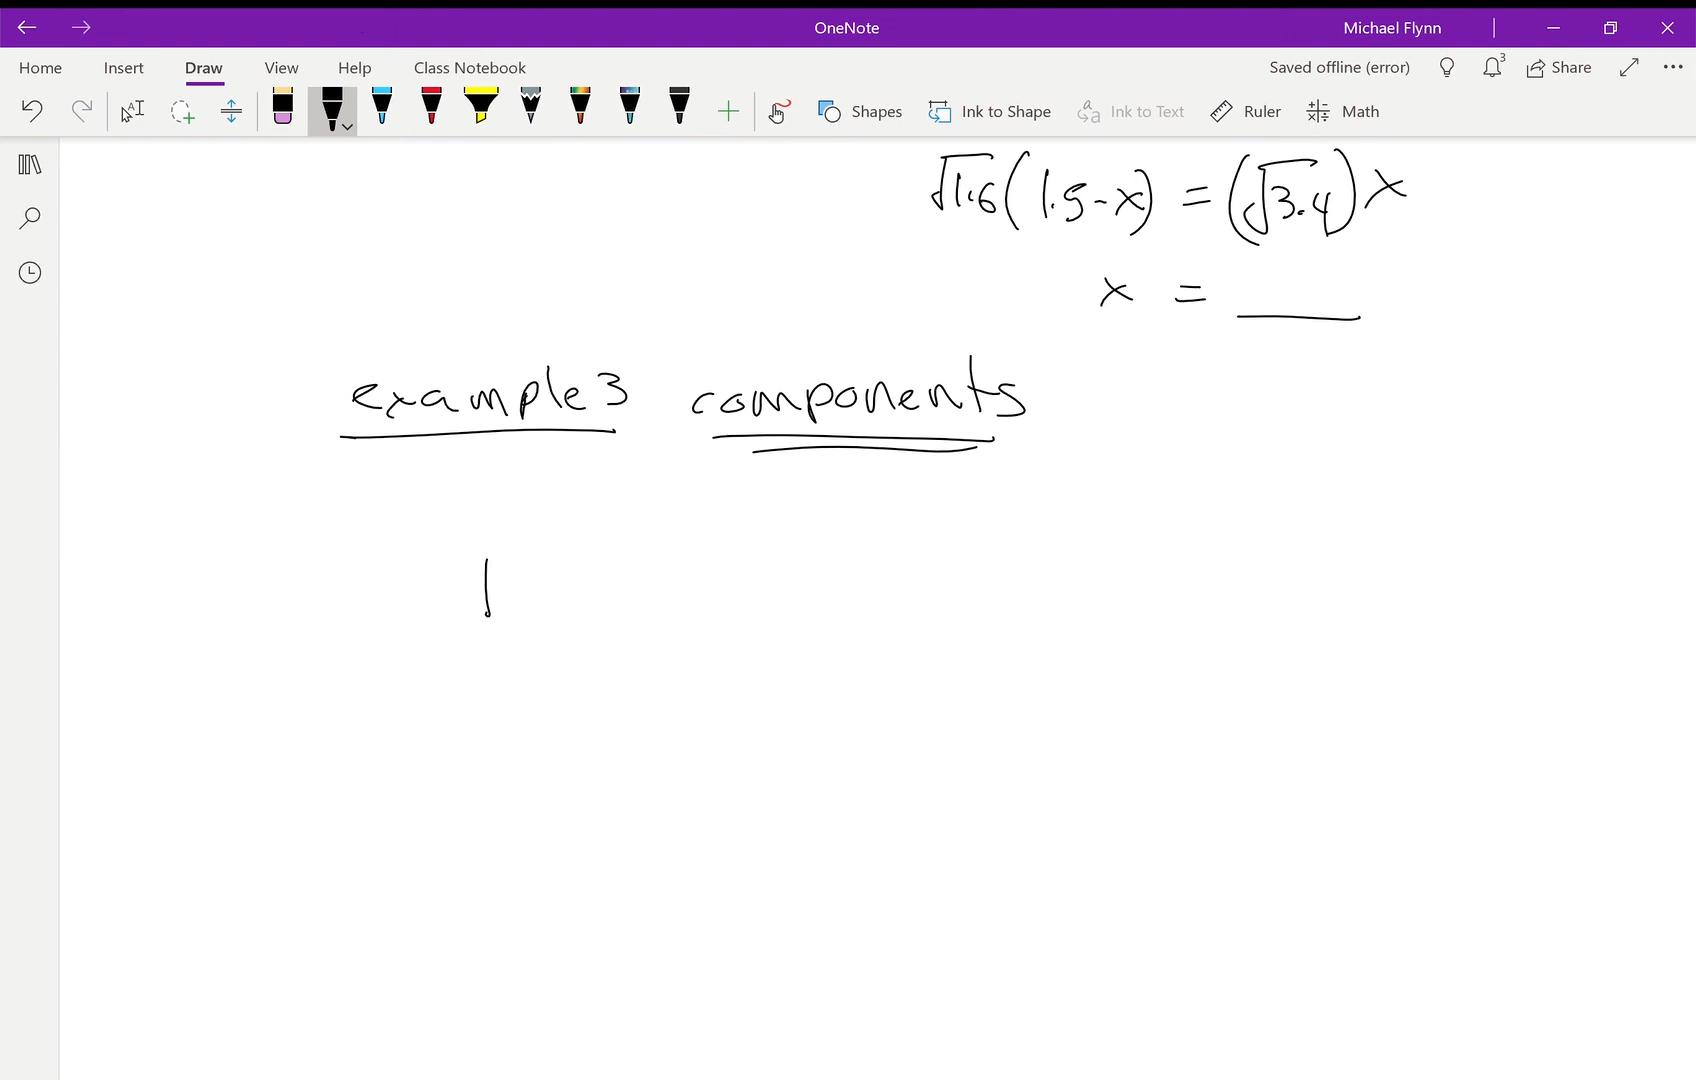 OneNote
Michael Flynn
Home Insert Draw View Help Class Notebook
Saved offline (error)
3
Share
Shapes
Ink to Shape
Ink to Text
Ruler
Math
√1.6 (1.5-x) = (√3.4) x
x = ____
example 3 components
|